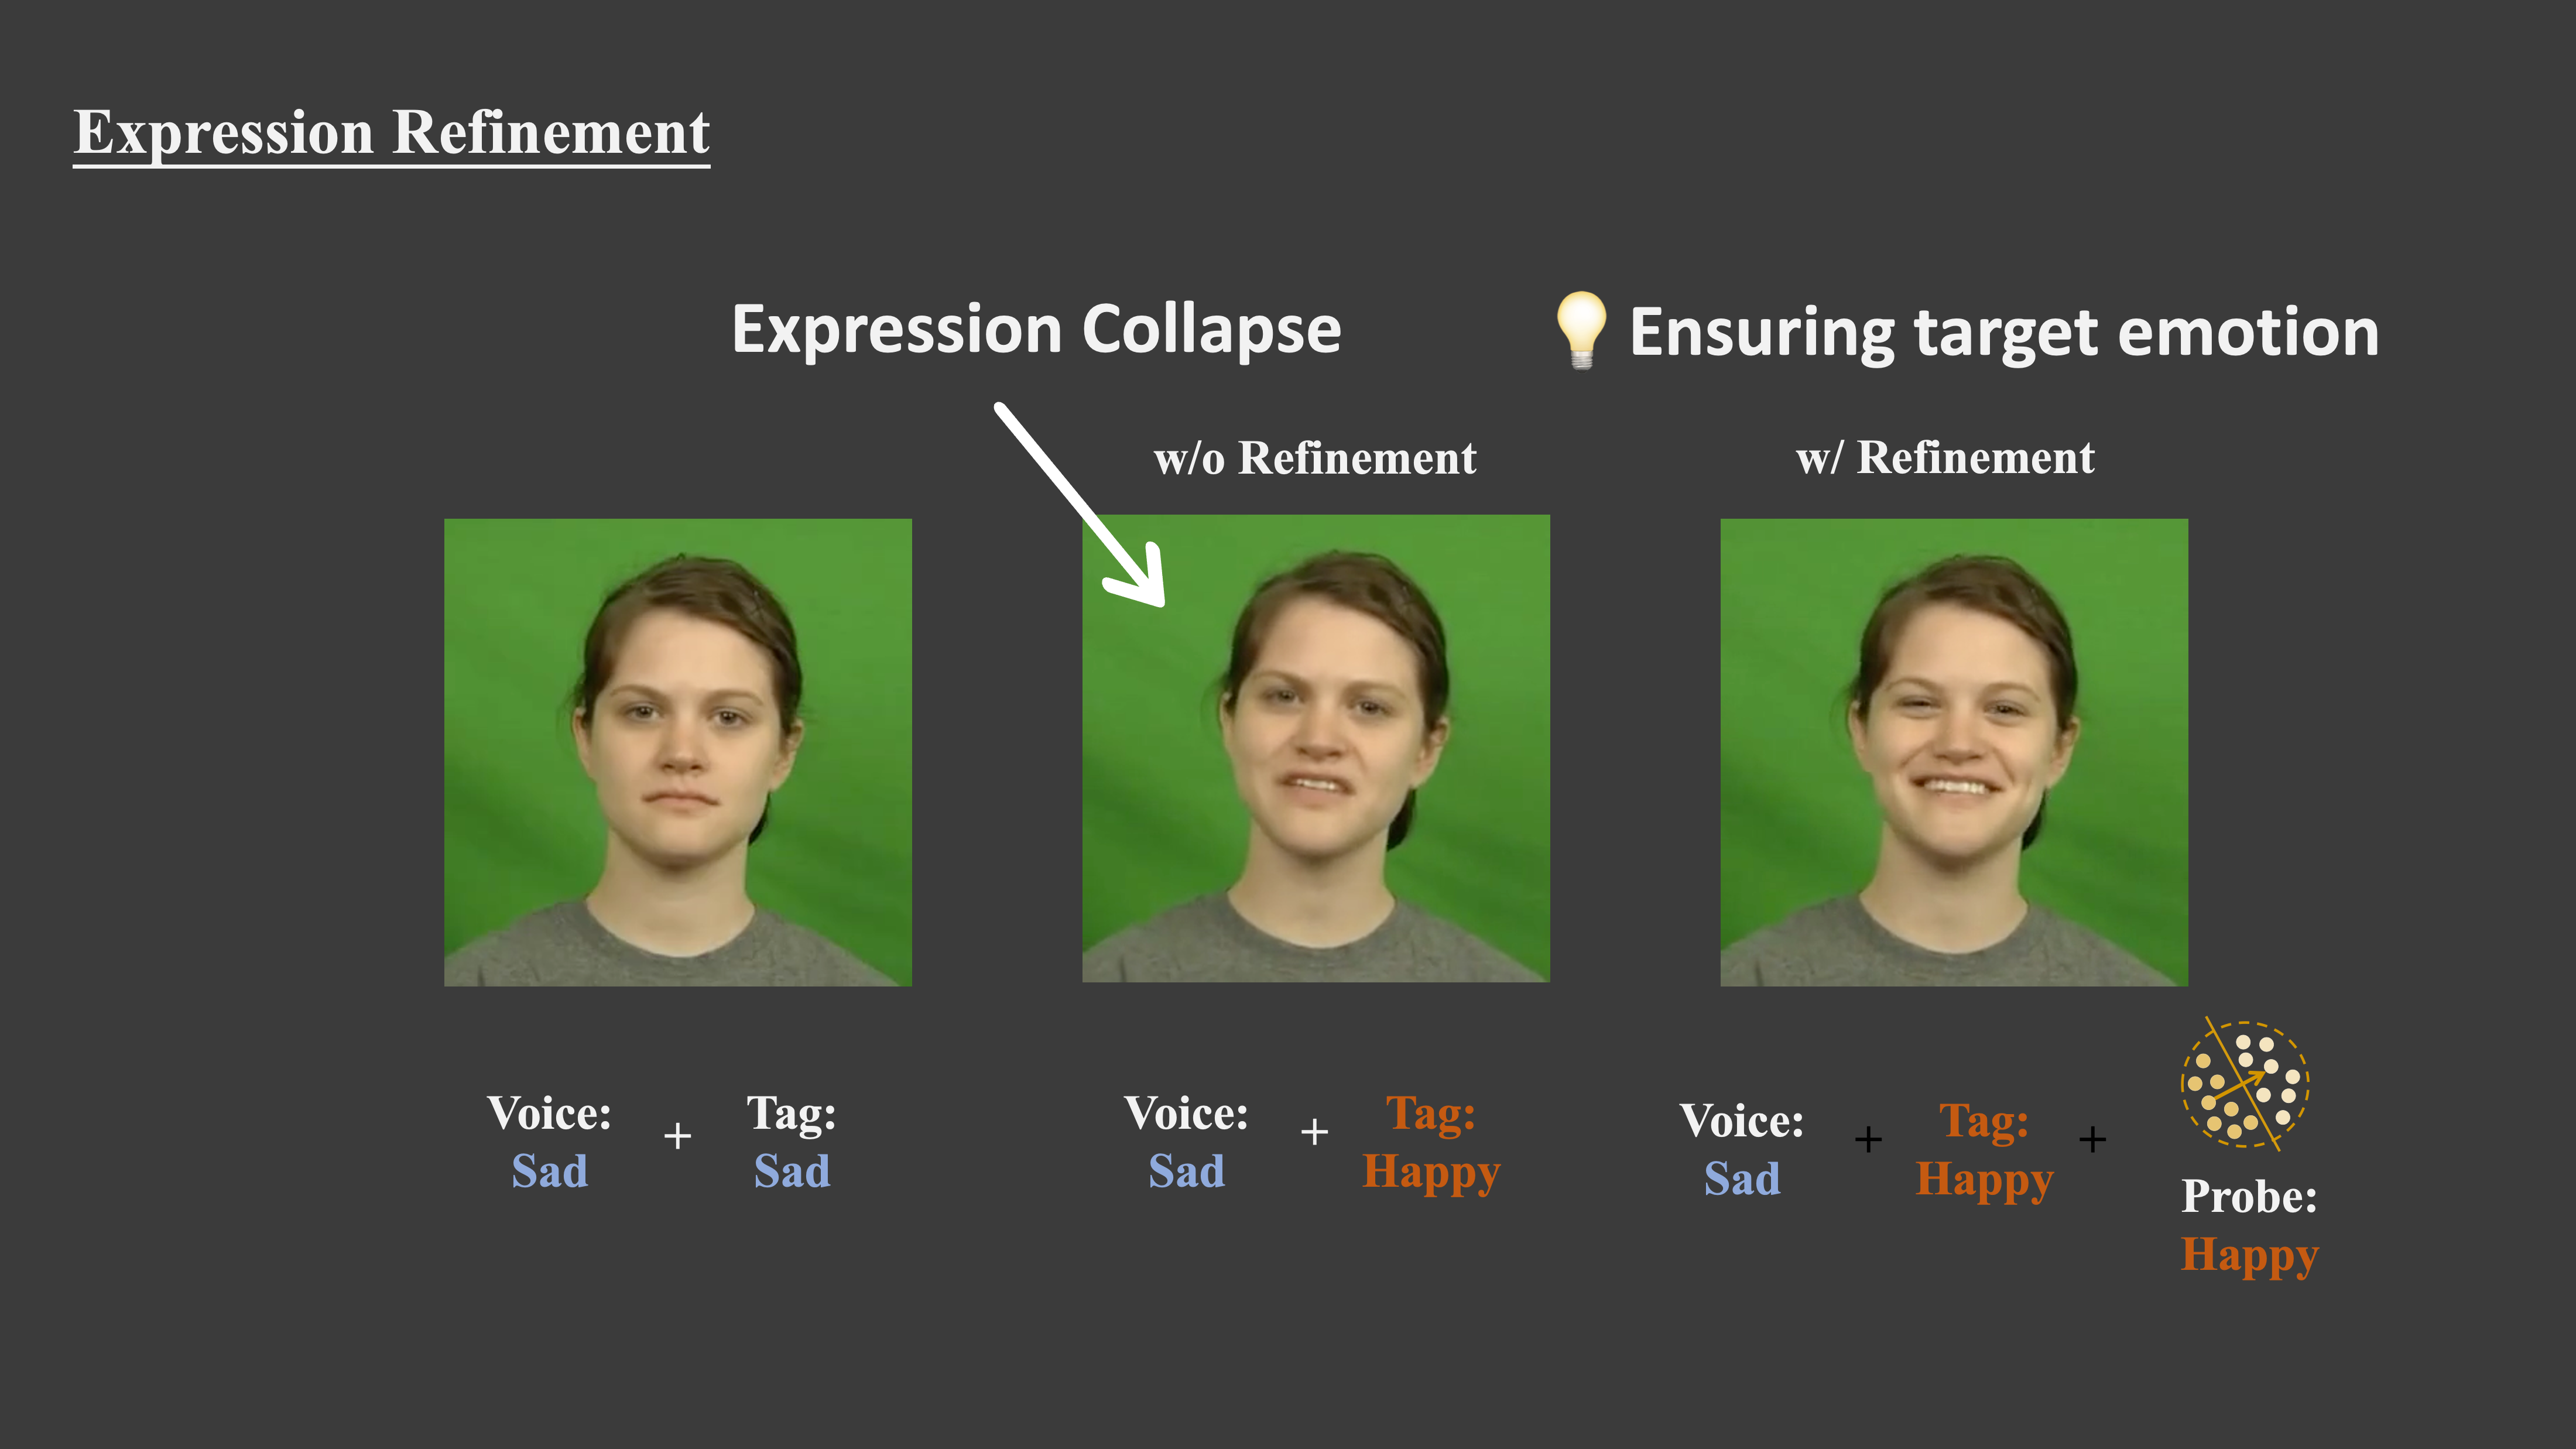 Expression Refinement
Expression Collapse
💡 Ensuring target emotion
w/o Refinement
w/ Refinement
Voice:
Sad
+
Tag:
Sad
Voice:
Sad
+
Tag:
Happy
Voice:
Sad
+
Tag:
Happy
+
Probe:
Happy